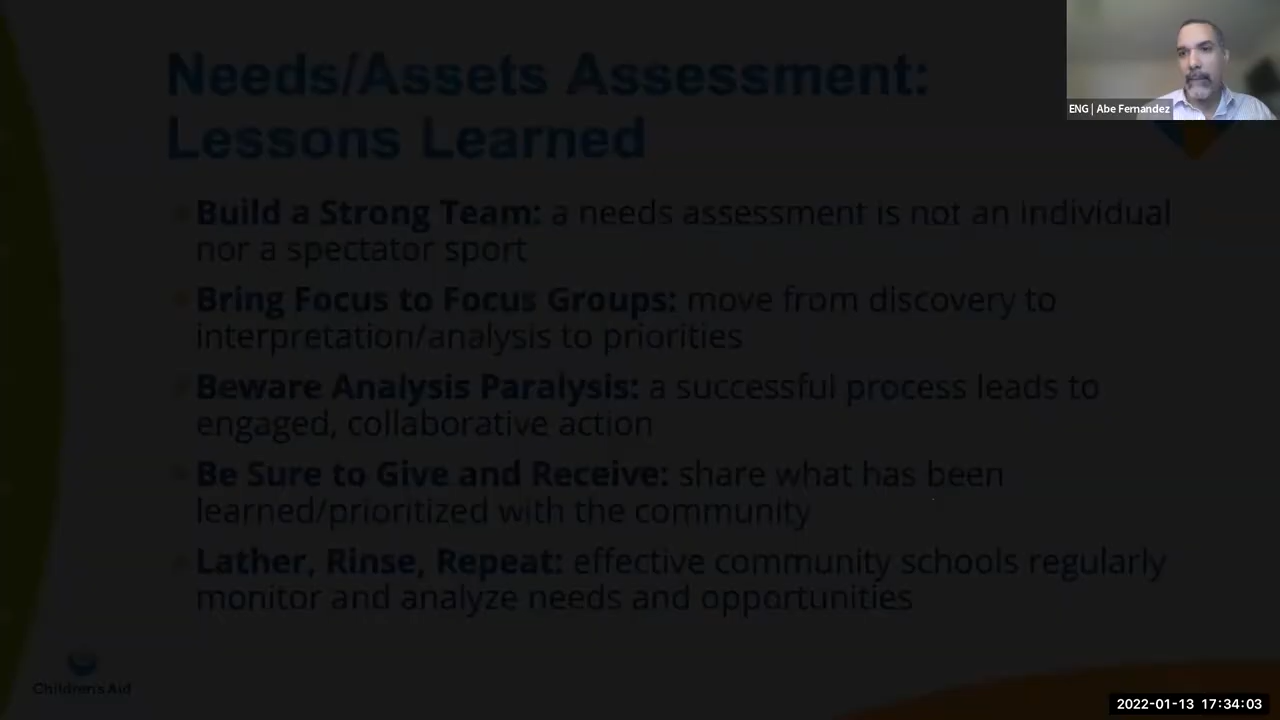 Needs/Assets Assessment:
Lessons Learned
Build a Strong Team: a needs assessment is not an individual
nor a spectator sport
Bring Focus to Focus Groups: move from discovery to
interpretation/analysis to priorities
Beware Analysis Paralysis: a successful process leads to
engaged, collaborative action
Be Sure to Give and Receive: share what has been
learned/prioritized with the community
Lather, Rinse, Repeat: effective community schools regularly
monitor and analyze needs and opportunities
Children's Aid
ENG | Abe Fernandez
2022-01-13 17:34:03